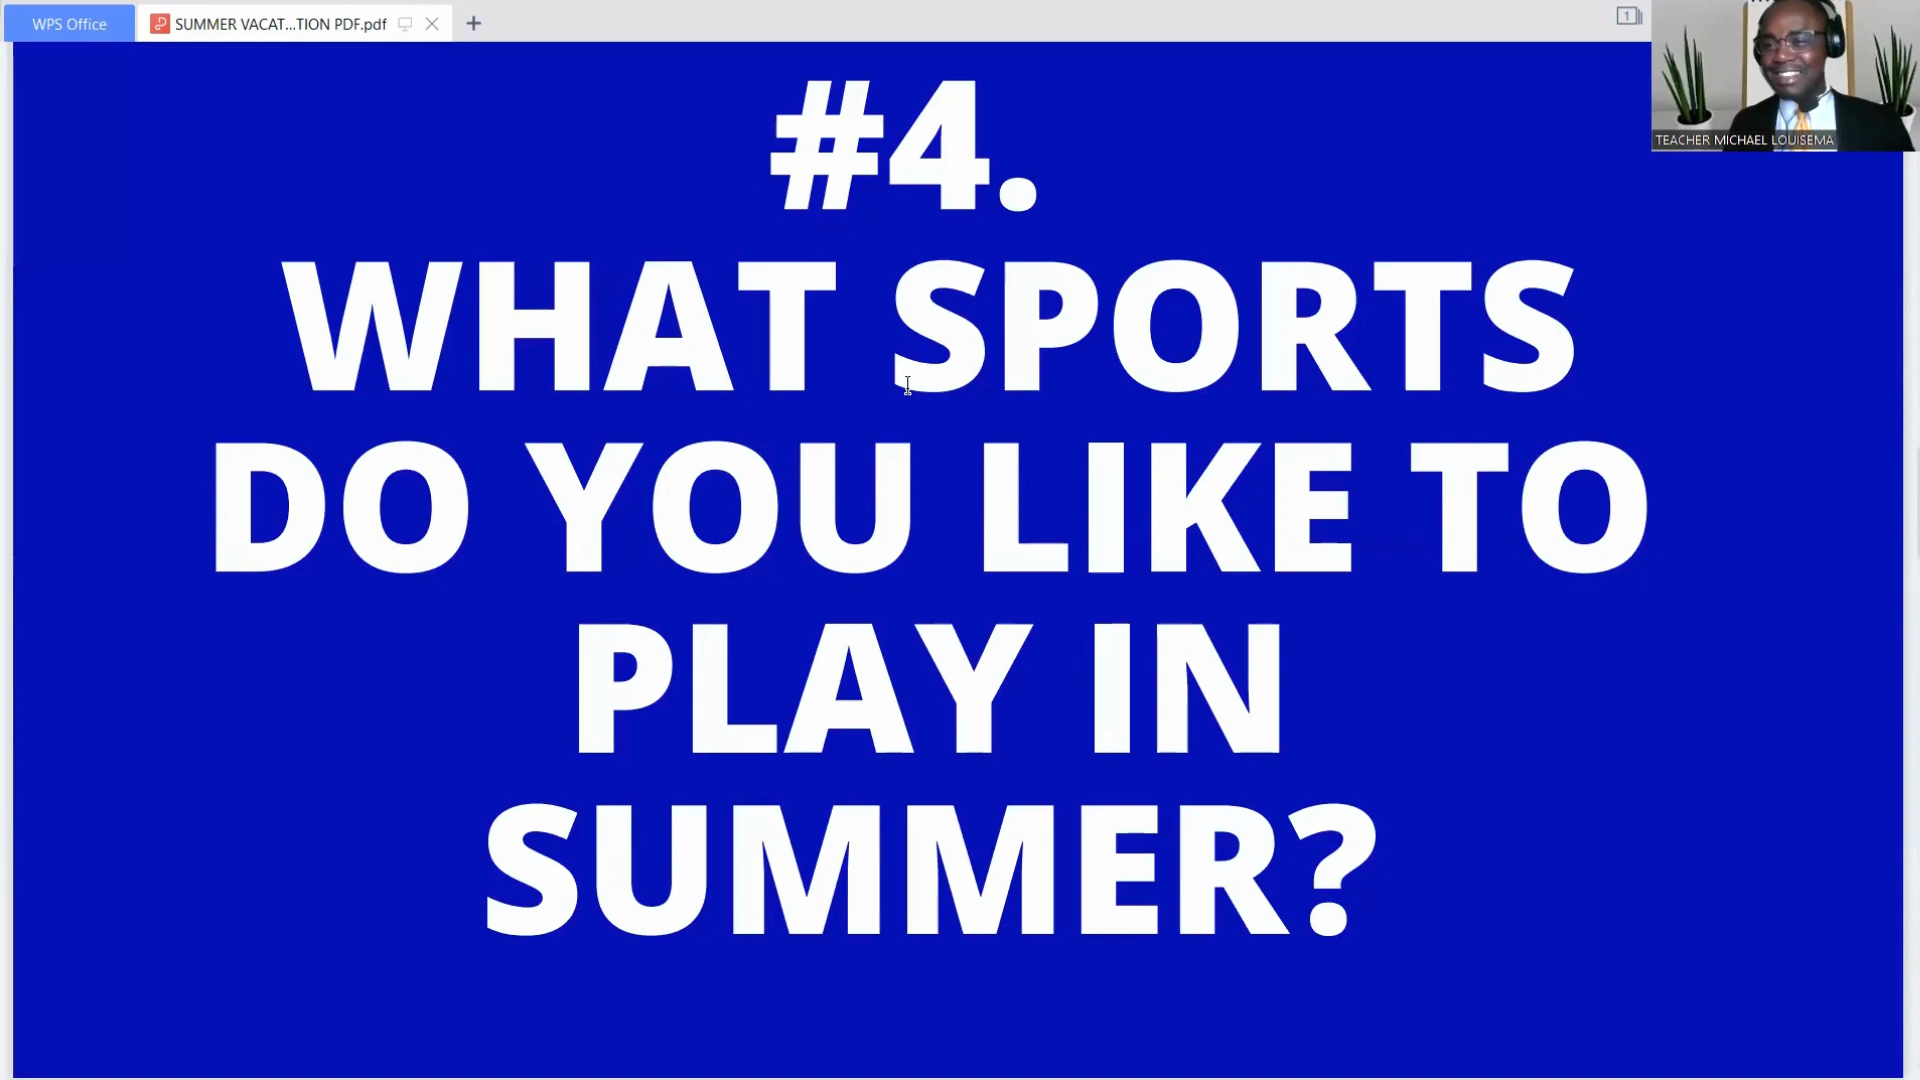 WPS Office
SUMMER VACAT...TION PDF.pdf
1
TEACHER MICHAEL LOUISEMA
#4.
WHAT SPORTS
DO YOU LIKE TO
PLAY IN
SUMMER?